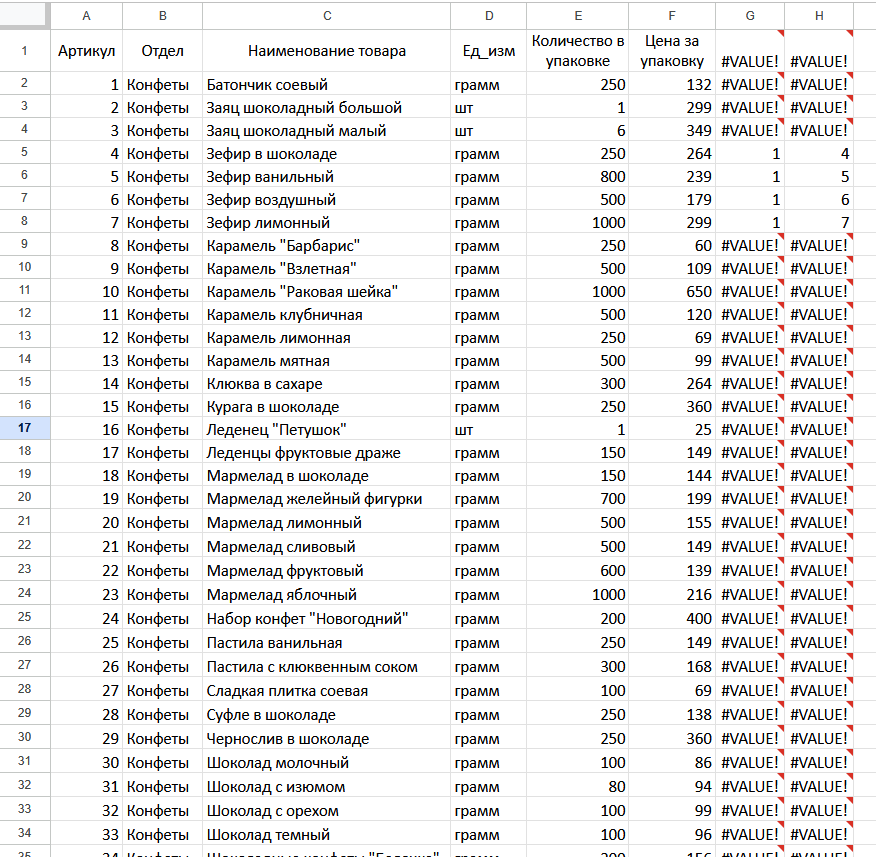 A B C D E F G H
1 Артикул Отдел Наименование товара Ед_изм Количество в упаковке Цена за упаковку #VALUE! #VALUE!
2 1 Конфеты Батончик соевый грамм 250 132 #VALUE! #VALUE!
3 2 Конфеты Заяц шоколадный большой шт 1 299 #VALUE! #VALUE!
4 3 Конфеты Заяц шоколадный малый шт 6 349 #VALUE! #VALUE!
5 4 Конфеты Зефир в шоколаде грамм 250 264 1 4
6 5 Конфеты Зефир ванильный грамм 800 239 1 5
7 6 Конфеты Зефир воздушный грамм 500 179 1 6
8 7 Конфеты Зефир лимонный грамм 1000 299 1 7
9 8 Конфеты Карамель "Барбарис" грамм 250 60 #VALUE! #VALUE!
10 9 Конфеты Карамель "Взлетная" грамм 500 109 #VALUE! #VALUE!
11 10 Конфеты Карамель "Раковая шейка" грамм 1000 650 #VALUE! #VALUE!
12 11 Конфеты Карамель клубничная грамм 500 120 #VALUE! #VALUE!
13 12 Конфеты Карамель лимонная грамм 250 69 #VALUE! #VALUE!
14 13 Конфеты Карамель мятная грамм 500 99 #VALUE! #VALUE!
15 14 Конфеты Клюква в сахаре грамм 300 264 #VALUE! #VALUE!
16 15 Конфеты Курага в шоколаде грамм 250 360 #VALUE! #VALUE!
17 16 Конфеты Леденец "Петушок" шт 1 25 #VALUE! #VALUE!
18 17 Конфеты Леденцы фруктовые драже грамм 150 149 #VALUE! #VALUE!
19 18 Конфеты Мармелад в шоколаде грамм 150 144 #VALUE! #VALUE!
20 19 Конфеты Мармелад желейный фигурки грамм 700 199 #VALUE! #VALUE!
21 20 Конфеты Мармелад лимонный грамм 500 155 #VALUE! #VALUE!
22 21 Конфеты Мармелад сливовый грамм 500 149 #VALUE! #VALUE!
23 22 Конфеты Мармелад фруктовый грамм 600 139 #VALUE! #VALUE!
24 23 Конфеты Мармелад яблочный грамм 1000 216 #VALUE! #VALUE!
25 24 Конфеты Набор конфет "Новогодний" грамм 200 400 #VALUE! #VALUE!
26 25 Конфеты Пастила ванильная грамм 250 149 #VALUE! #VALUE!
27 26 Конфеты Пастила с клюквенным соком грамм 300 168 #VALUE! #VALUE!
28 27 Конфеты Сладкая плитка соевая грамм 100 69 #VALUE! #VALUE!
29 28 Конфеты Суфле в шоколаде грамм 250 138 #VALUE! #VALUE!
30 29 Конфеты Чернослив в шоколаде грамм 250 360 #VALUE! #VALUE!
31 30 Конфеты Шоколад молочный грамм 100 86 #VALUE! #VALUE!
32 31 Конфеты Шоколад с изюмом грамм 80 94 #VALUE! #VALUE!
33 32 Конфеты Шоколад с орехом грамм 100 99 #VALUE! #VALUE!
34 33 Конфеты Шоколад темный грамм 100 96 #VALUE! #VALUE!